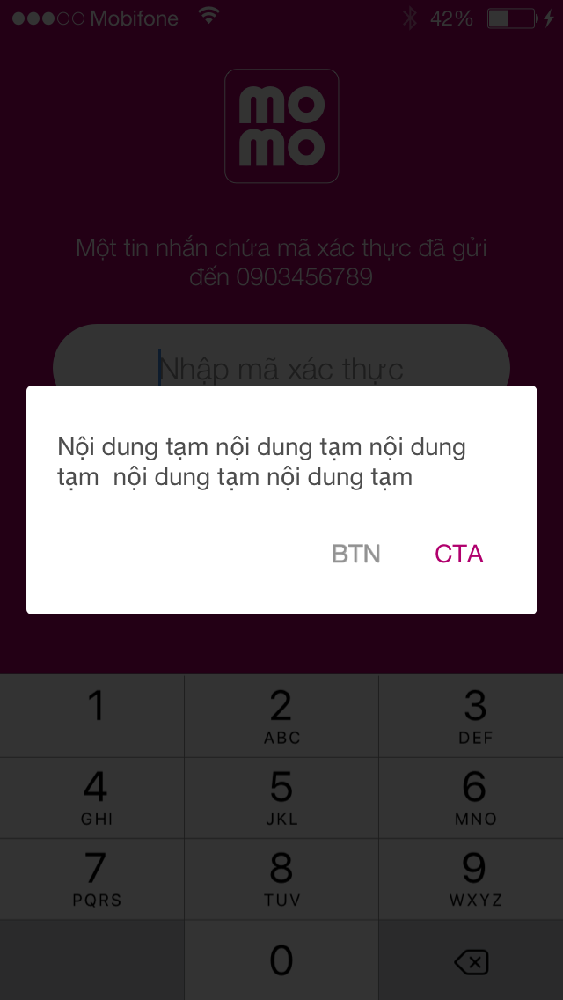 Mobifone 42%
mo
mo
Một tin nhắn chứa mã xác thực đã gửi
đến 0903456789
Nhập mã xác thực
Nội dung tạm nội dung tạm nội dung
tạm  nội dung tạm nội dung tạm
BTN CTA
1 2 3
ABC DEF
4 5 6
GHI JKL MNO
7 8 9
PQRS TUV WXYZ
0